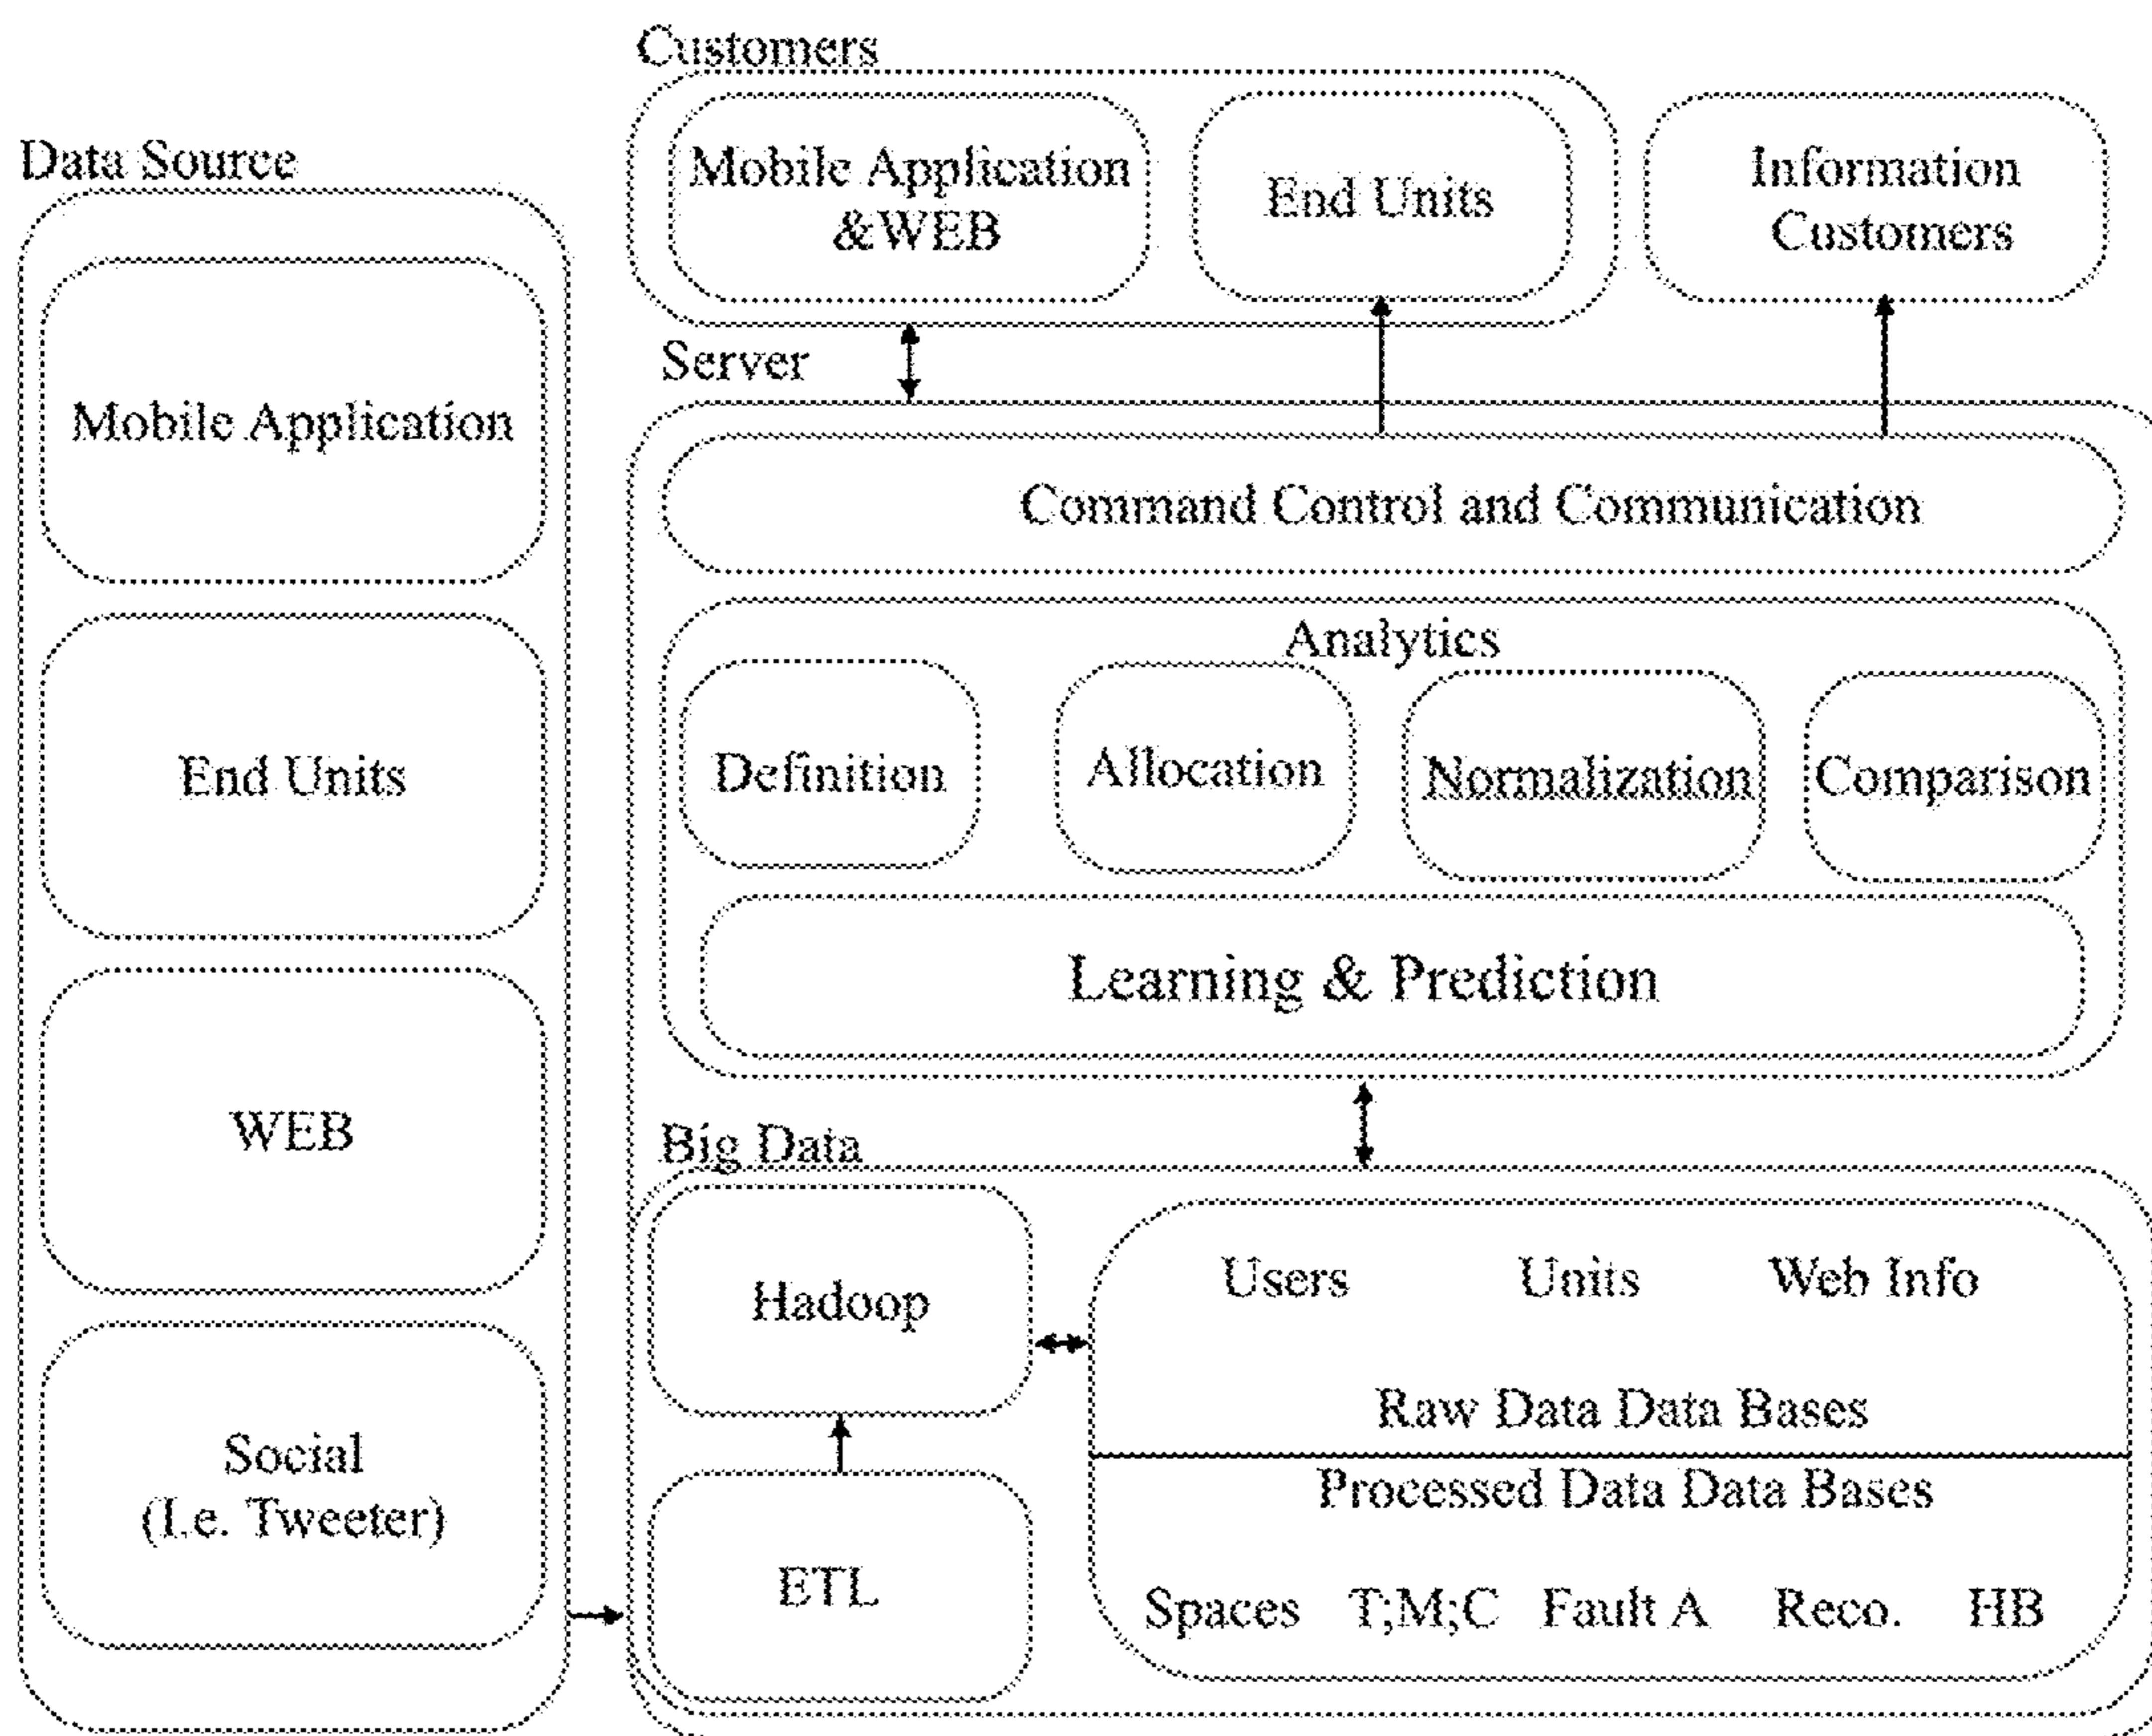 Customers
Mobile Application
&WEB
End Units
Information
Customers
Data Source
Mobile Application
End Units
WEB
Social
(I.e. Tweeter)
Server
Command Control and Communication
Analytics
Definition
Allocation
Normalization
Comparison
Learning & Prediction
Big Data
Hadoop
ETL
Users Units Web Info
Raw Data Data Bases
Processed Data Data Bases
Spaces T;M;C Fault A Reco. HB